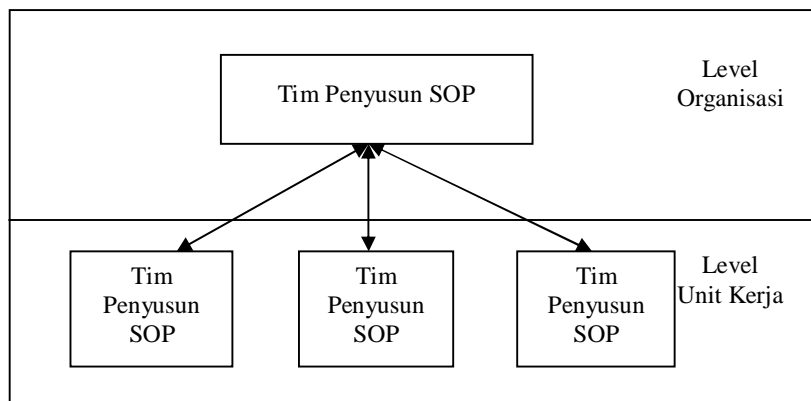 Tim Penyusun SOP
Level
Organisasi
Tim
Penyusun
SOP
Tim
Penyusun
SOP
Tim
Penyusun
SOP
Level
Unit Kerja